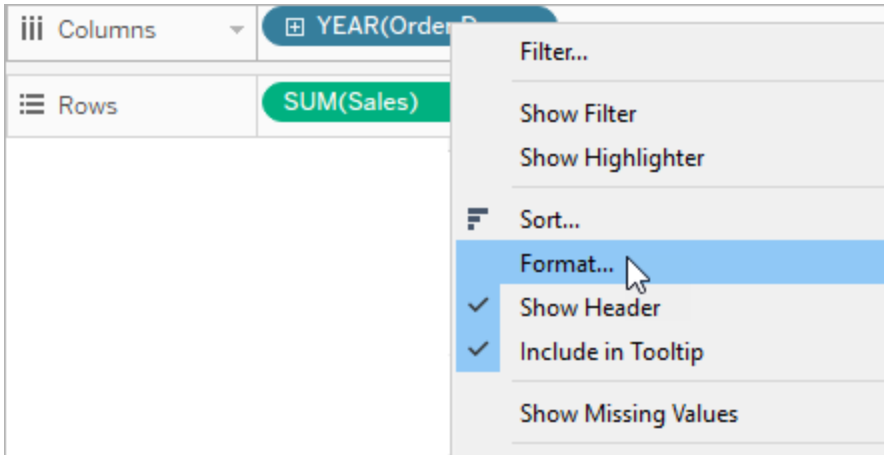 Columns
YEAR(Order
Rows
SUM(Sales)
Filter...
Show Filter
Show Highlighter
Sort...
Format...
Show Header
Include in Tooltip
Show Missing Values